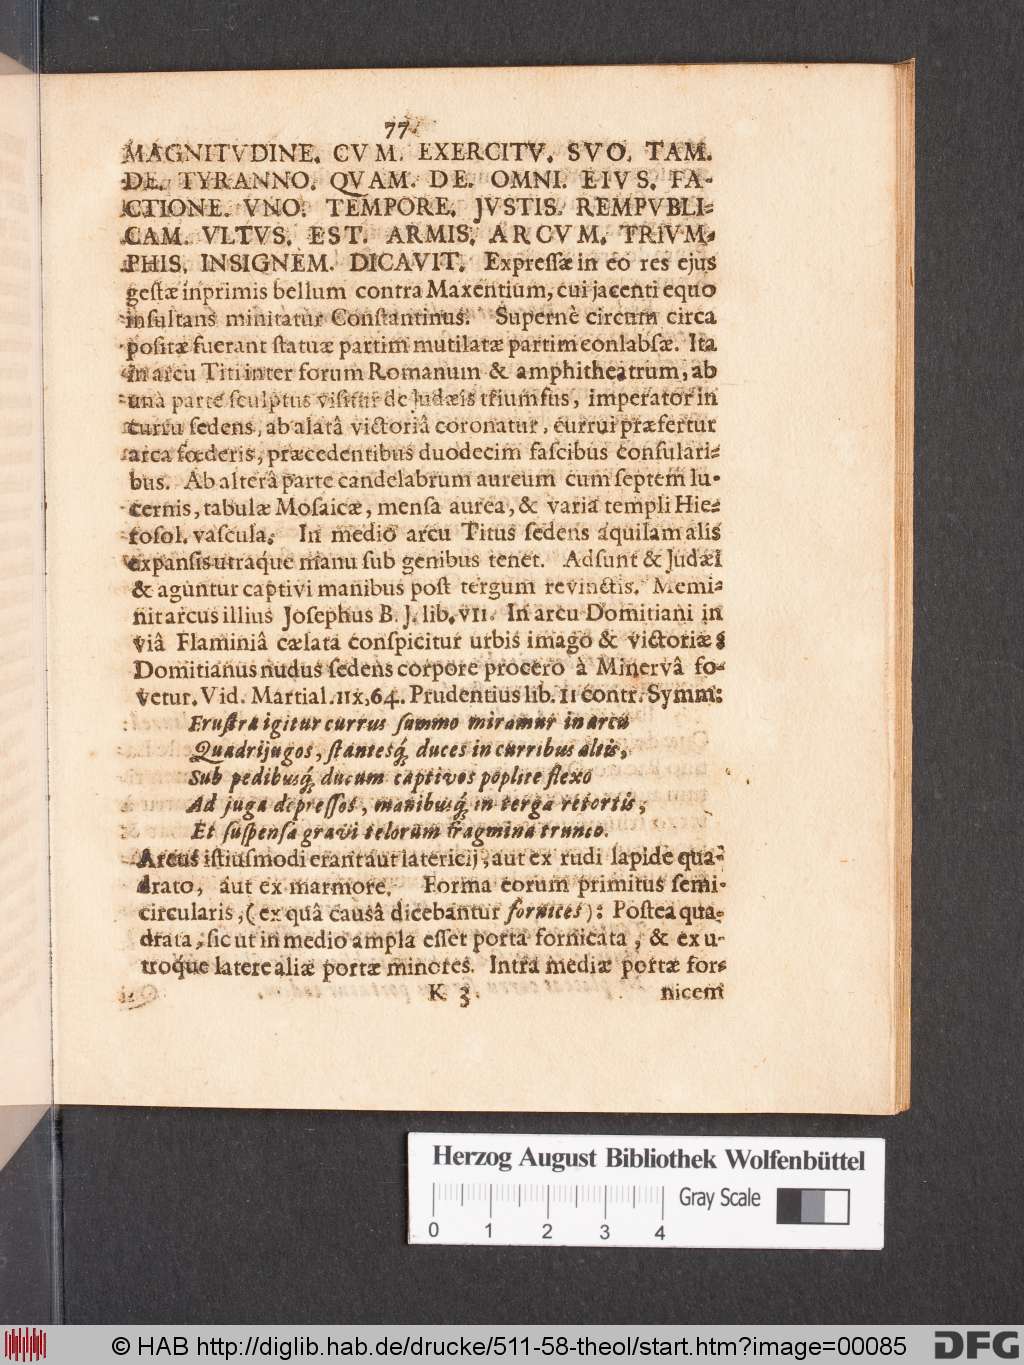 77
MAGNITVDINE. CVM. EXERCITV. SVO. TAM.
DE. TYRANNO. QVAM. DE. OMNI. EIVS. FA-
CTIONE. VNO. TEMPORE. JVSTIS. REMPVBLI-
CAM. VLTVS. EST. ARMIS. ARCVM. TRIVM-
PHIS. INSIGNEM. DICAVIT. Expreſſæ in eo res ejus
geſtæ inprimis bellum contra Maxentium, cui jacenti equo
inſultans minitatur Conſtantinus. Supernè circum circa
poſitæ fuerant ſtatuæ partim mutilatæ partim conlabſæ. Ita
in arcu Titi inter forum Romanum & amphitheatrum, ab
unâ parte ſculptus viſitur de Judæis triumfus, imperator in
curru ſedens, ab alatâ victoriâ coronatur, currui præfertur
arca fœderis, præcedentibus duodecim faſcibus conſulari-
bus. Ab alterâ parte candelabrum aureum cum ſeptem lu-
cernis, tabulæ Moſaicæ, menſa aurea, & varia templi Hie-
roſol. vaſcula. In medio arcu Titus ſedens aquilam alis
expanſis utraque manu ſub genibus tenet. Adſunt & Judæi
& aguntur captivi manibus poſt tergum revinctis. Memi-
nit arcus illius Joſephus B. J. lib. VII. In arcu Domitiani in
viâ Flaminiâ cælata conſpicitur urbis imago & victoriæ:
Domitianus nudus ſedens corpore procero à Minervâ fo-
vetur. Vid. Martial. IIX, 64. Prudentius lib. II contr. Symm:
Fruſtra igitur currus ſummo miramur in arcu
Quadrijugos, ſtantesq́; duces in curribus altis,
Sub pedibusq́; ducum captivos poplite flexo
Ad juga depreſſos, manibusq́; in terga retortis,
Et ſuſpenſa gravi telorum fragmina trunco.
Arcus iſtiusmodi erant aut latericij, aut ex rudi lapide qua-
drato, aut ex marmore. Forma eorum primitus ſemi-
circularis, (ex quâ causâ dicebantur fornices): Poſtea qua-
drata, ſic ut in medio ampla eſſet porta fornicata, & ex u-
troque latere aliæ portæ minores. Intra mediæ portæ for-
K 3
nicem
Herzog August Bibliothek Wolfenbüttel
Gray Scale
0 1 2 3 4
© HAB http://diglib.hab.de/drucke/511-58-theol/start.htm?image=00085
DFG